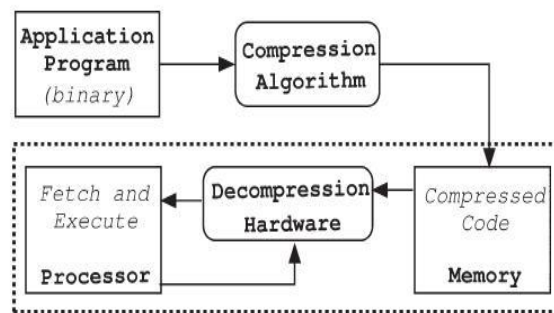 Application
Program
(binary)
Compression
Algorithm
Fetch and
Execute
Processor
Decompression
Hardware
Compressed
Code
Memory